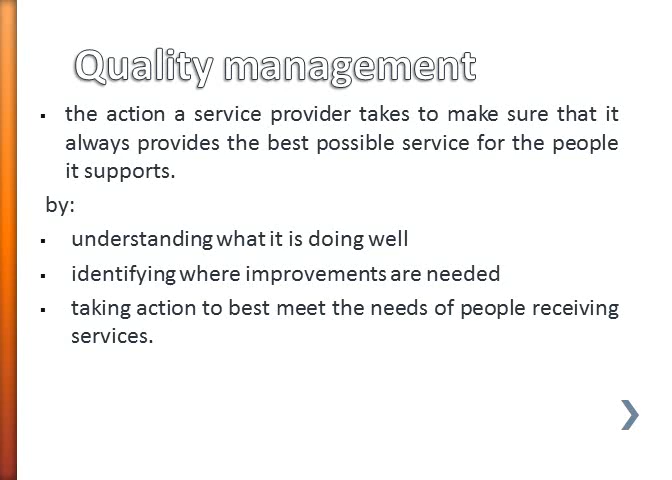 Quality management
▪ the action a service provider takes to make sure that it
always provides the best possible service for the people
it supports.
by:
▪ understanding what it is doing well
▪ identifying where improvements are needed
▪ taking action to best meet the needs of people receiving
services.